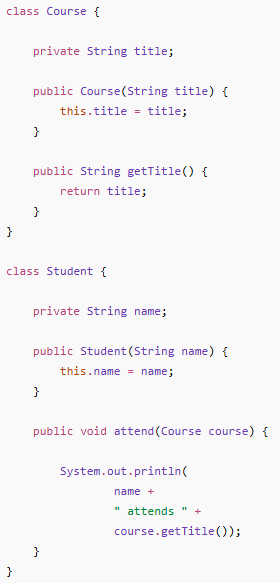 class Course {
private String title;
public Course(String title) {
this.title = title;
}
public String getTitle() {
return title;
}
}
class Student {
private String name;
public Student(String name) {
this.name = name;
}
public void attend(Course course) {
System.out.println(
name +
" attends " +
course.getTitle());
}
}